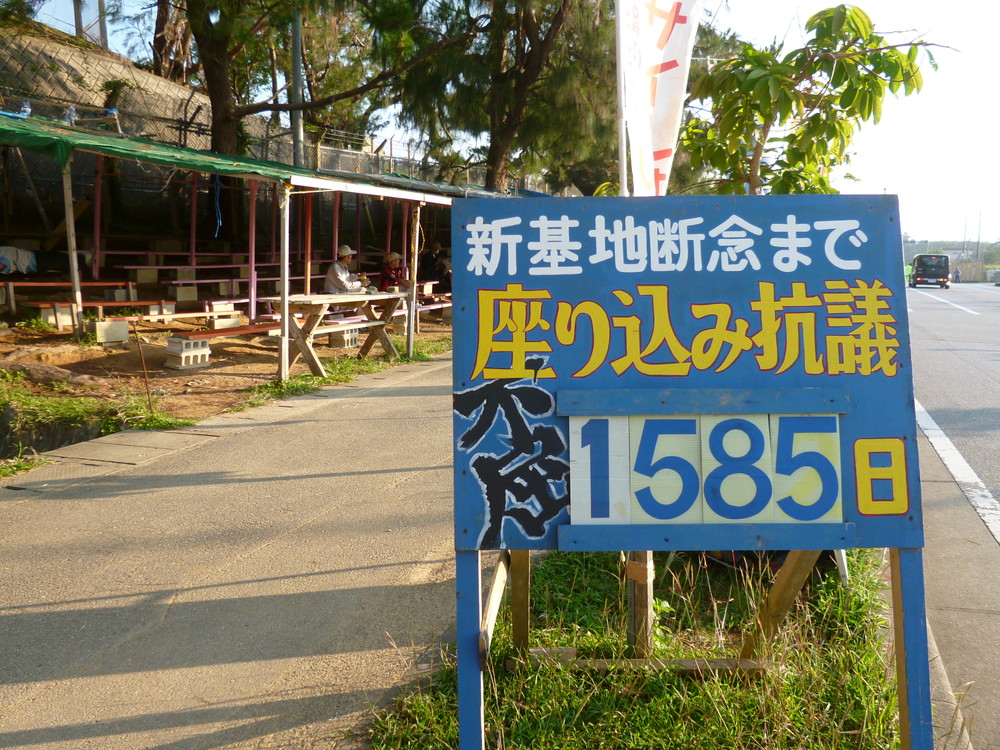 新基地断念まで
座り込み抗議
不屈
1585日